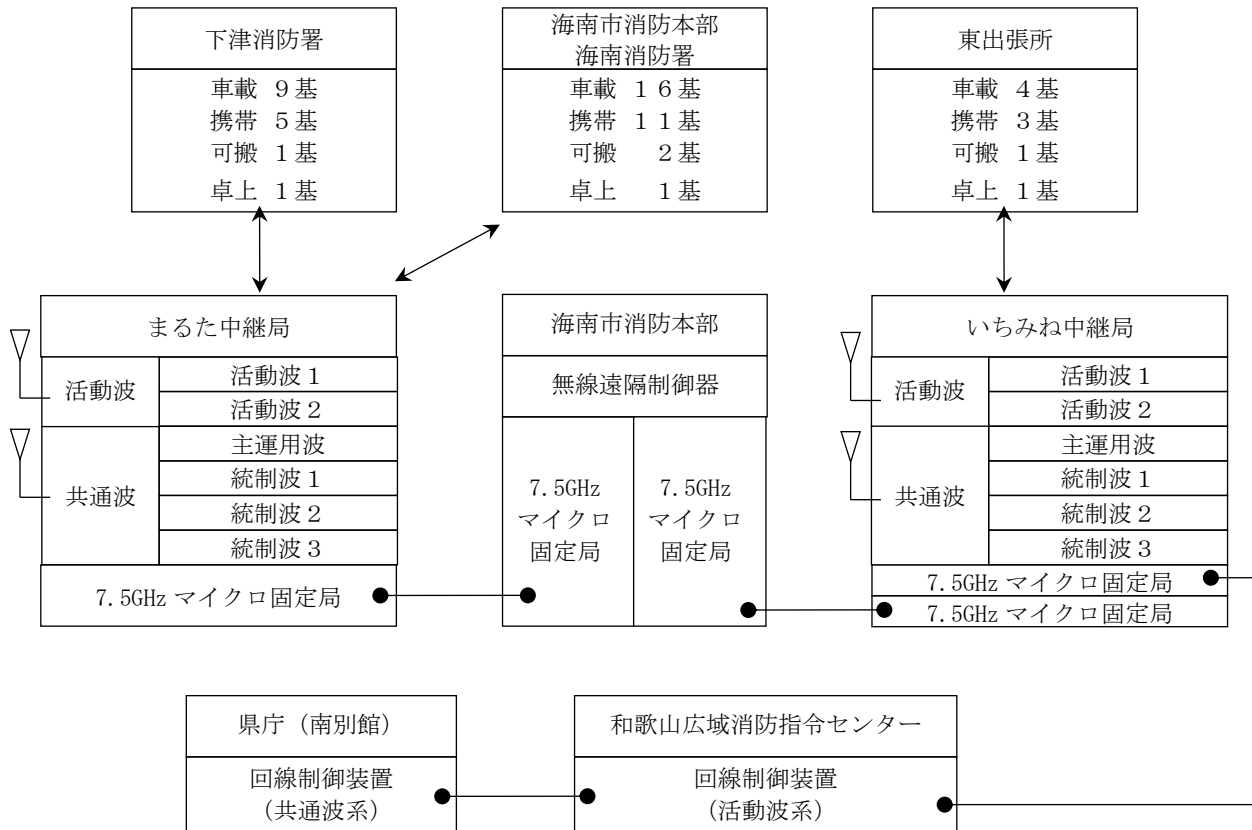 下津消防署
車載 ９基
携帯 ５基
可搬 １基
卓上 １基
海南市消防本部
海南消防署
車載 １６基
携帯 １１基
可搬　２基
卓上　１基
東出張所
車載 ４基
携帯 ３基
可搬 １基
卓上 １基
まるた中継局
活動波
活動波１
活動波２
共通波
主運用波
統制波１
統制波２
統制波３
7.5GHz マイクロ固定局
海南市消防本部
無線遠隔制御器
7.5GHz
マイクロ
固定局
7.5GHz
マイクロ
固定局
いちみね中継局
活動波
活動波１
活動波２
共通波
主運用波
統制波１
統制波２
統制波３
7.5GHz マイクロ固定局
7.5GHz マイクロ固定局
県庁（南別館）
回線制御装置
（共通波系）
和歌山広域消防指令センター
回線制御装置
（活動波系）